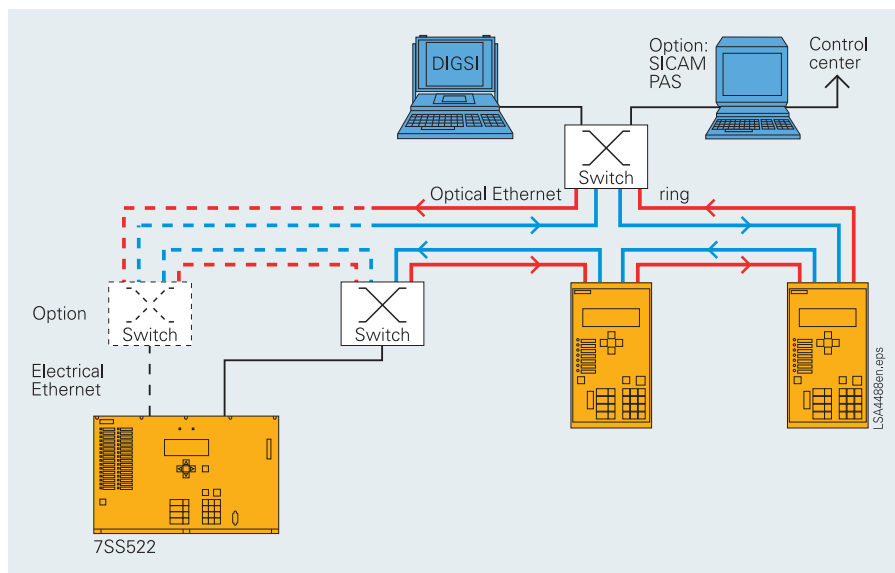 DIGSI
Option:
SICAM
PAS
Control
center
Switch
Optical Ethernet
ring
Option
Switch
Switch
Electrical
Ethernet
7SS522
LSA4488en.eps